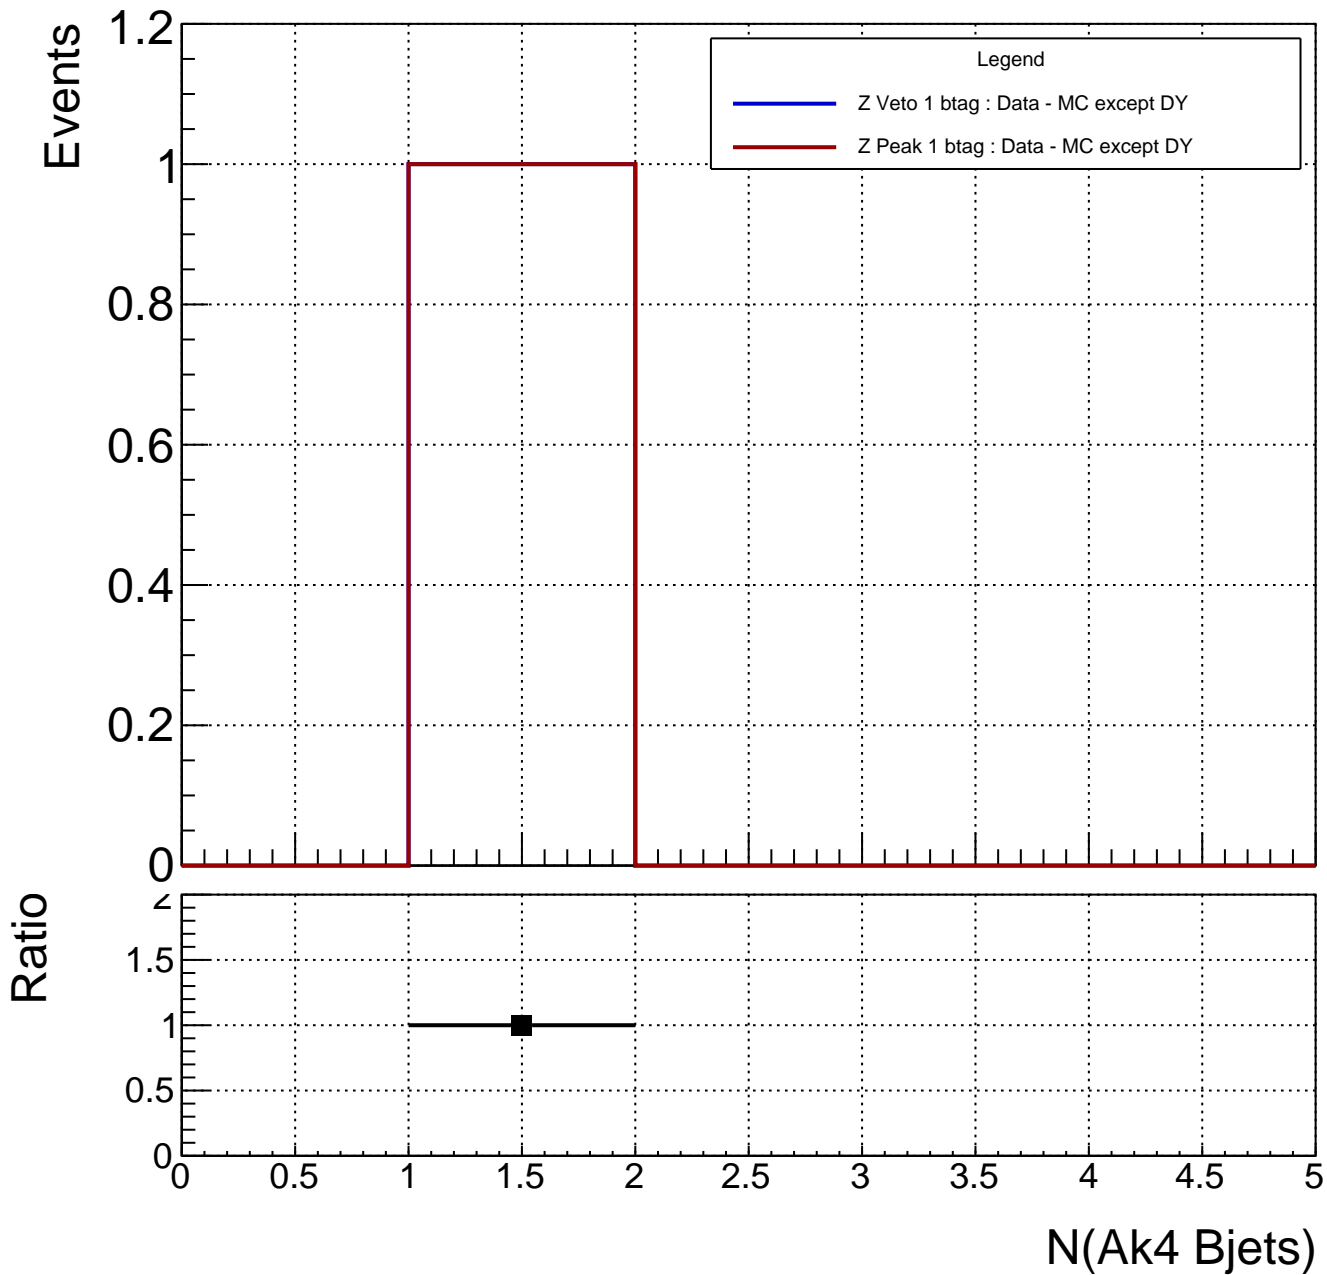 Events
1.2
1
0.8
0.6
0.4
0.2
0
Legend
Z Veto 1 btag : Data - MC except DY
Z Peak 1 btag : Data - MC except DY
Ratio
2
1.5
1
0.5
0
0 0.5 1 1.5 2 2.5 3 3.5 4 4.5 5
N(Ak4 Bjets)